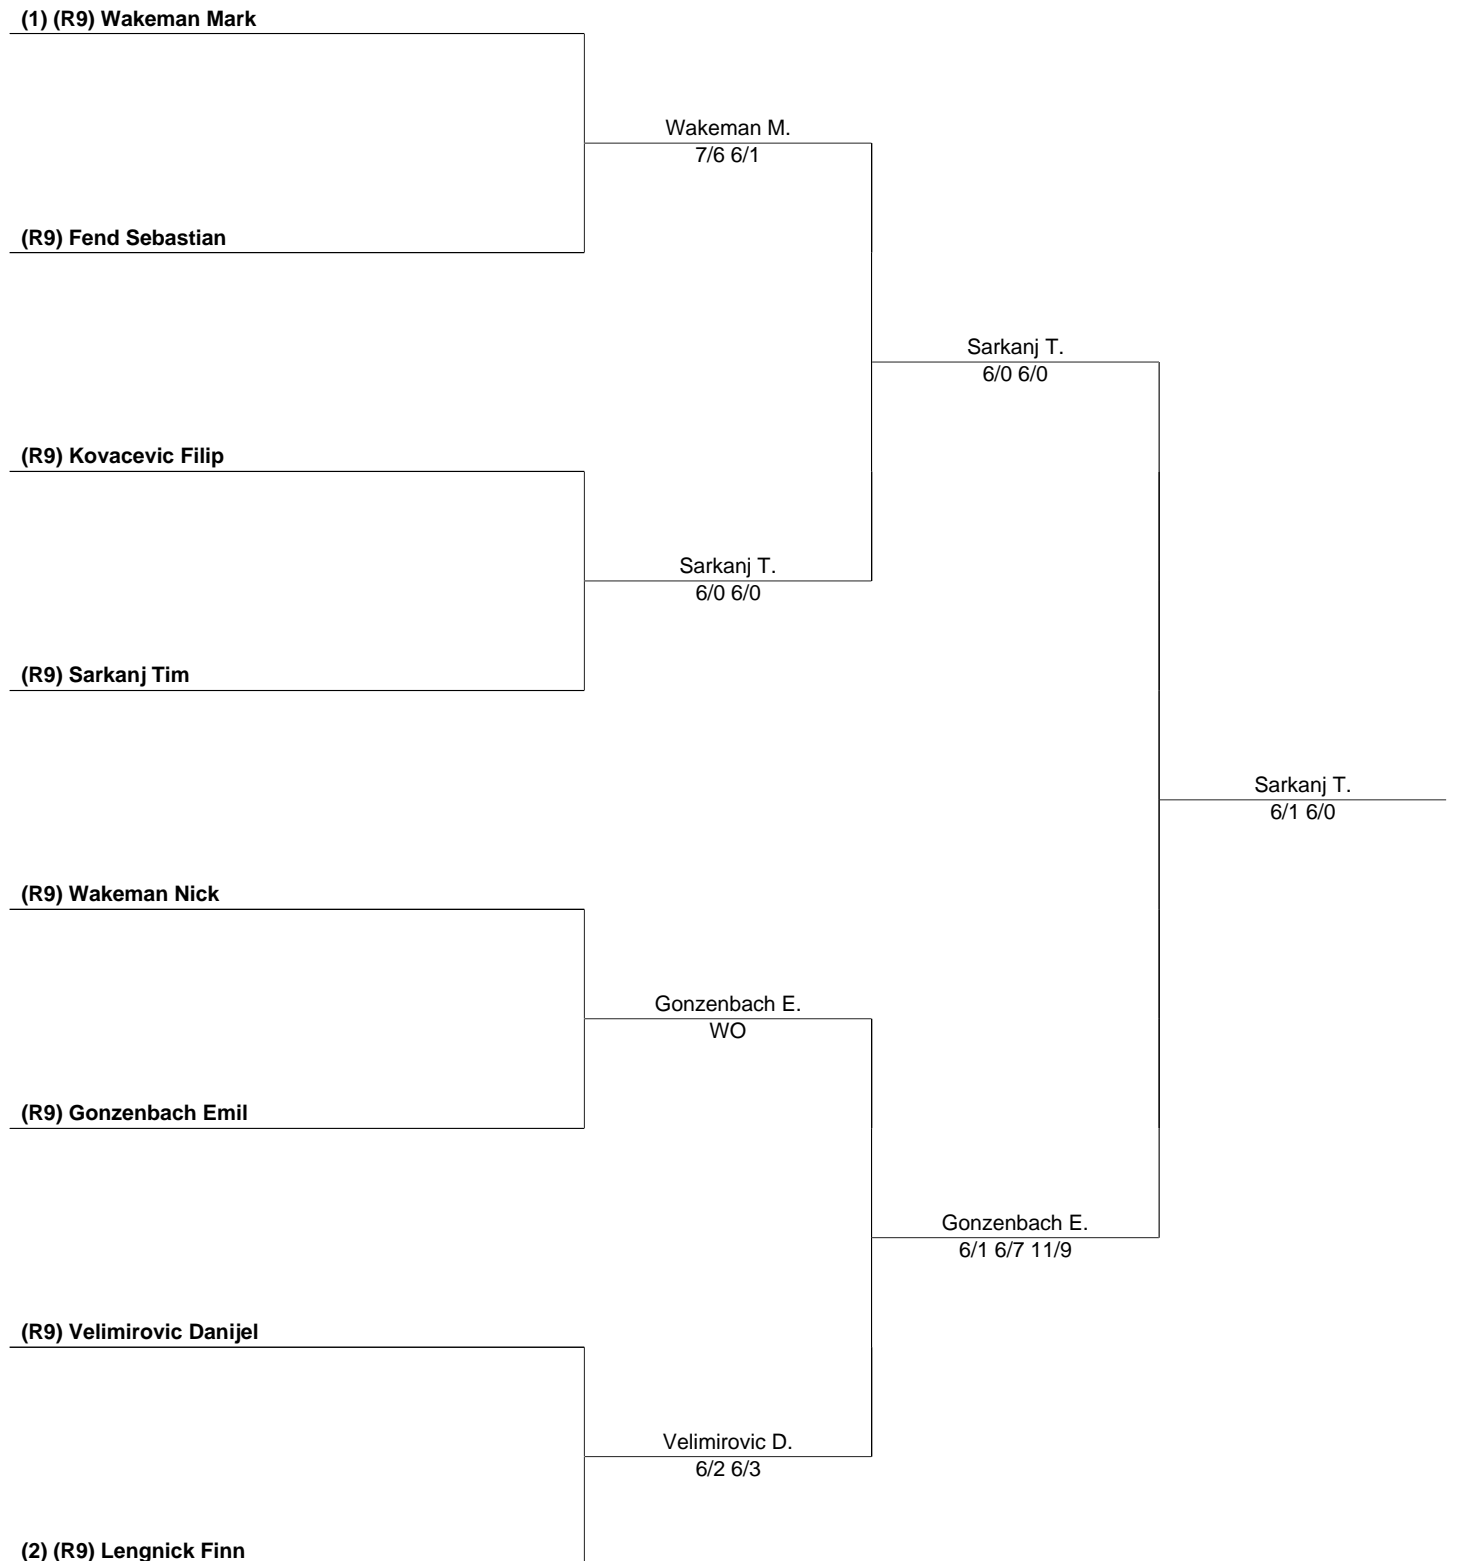 (1) (R9) Wakeman Mark
Wakeman M.
7/6 6/1
(R9) Fend Sebastian
Sarkanj T.
6/0 6/0
(R9) Kovacevic Filip
Sarkanj T.
6/0 6/0
(R9) Sarkanj Tim
Sarkanj T.
6/1 6/0
(R9) Wakeman Nick
Gonzenbach E.
WO
(R9) Gonzenbach Emil
Gonzenbach E.
6/1 6/7 11/9
(R9) Velimirovic Danijel
Velimirovic D.
6/2 6/3
(2) (R9) Lengnick Finn